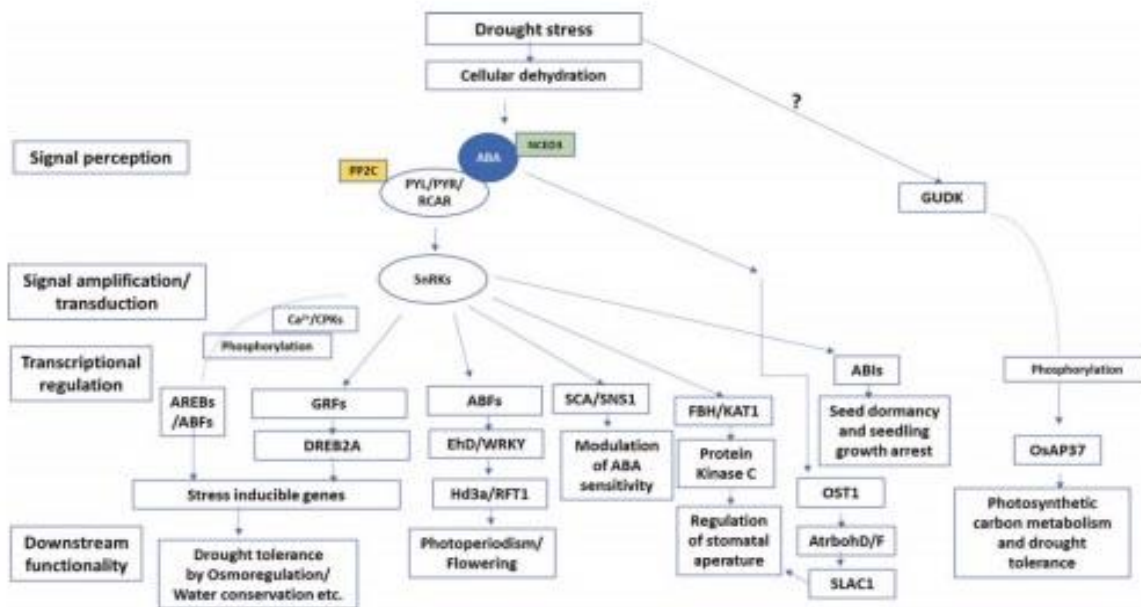 Drought stress
Cellular dehydration
?
Signal perception
ABA
NCED3
PP2C
PYL/PYR/
RCAR
GUDK
Signal amplification/
transduction
SnRKs
Ca²⁺/CPKs
Phosphorylation
Transcriptional
regulation
AREBs
/ABFs
GRFs
ABFs
SCA/SNS1
FBH/KAT1
ABIs
Phosphorylation
DREB2A
EhD/WRKY
Modulation
of ABA
sensitivity
Protein
Kinase C
Seed dormancy
and seedling
growth arrest
OsAP37
Stress inducible genes
Hd3a/RFT1
OST1
Downstream
functionality
Drought tolerance
by Osmoregulation/
Water conservation etc.
Photoperiodism/
Flowering
Regulation
of stomatal
aperature
AtrbohD/F
SLAC1
Photosynthetic
carbon metabolism
and drought
tolerance